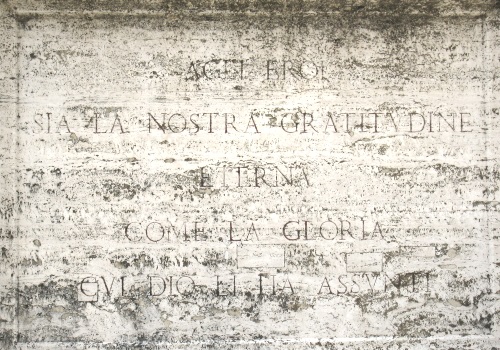 AGLI EROI
SIA LA NOSTRA GRATITVDINE
ETERNA
COME LA GLORIA
CVI DIO LI HA ASSVNTI